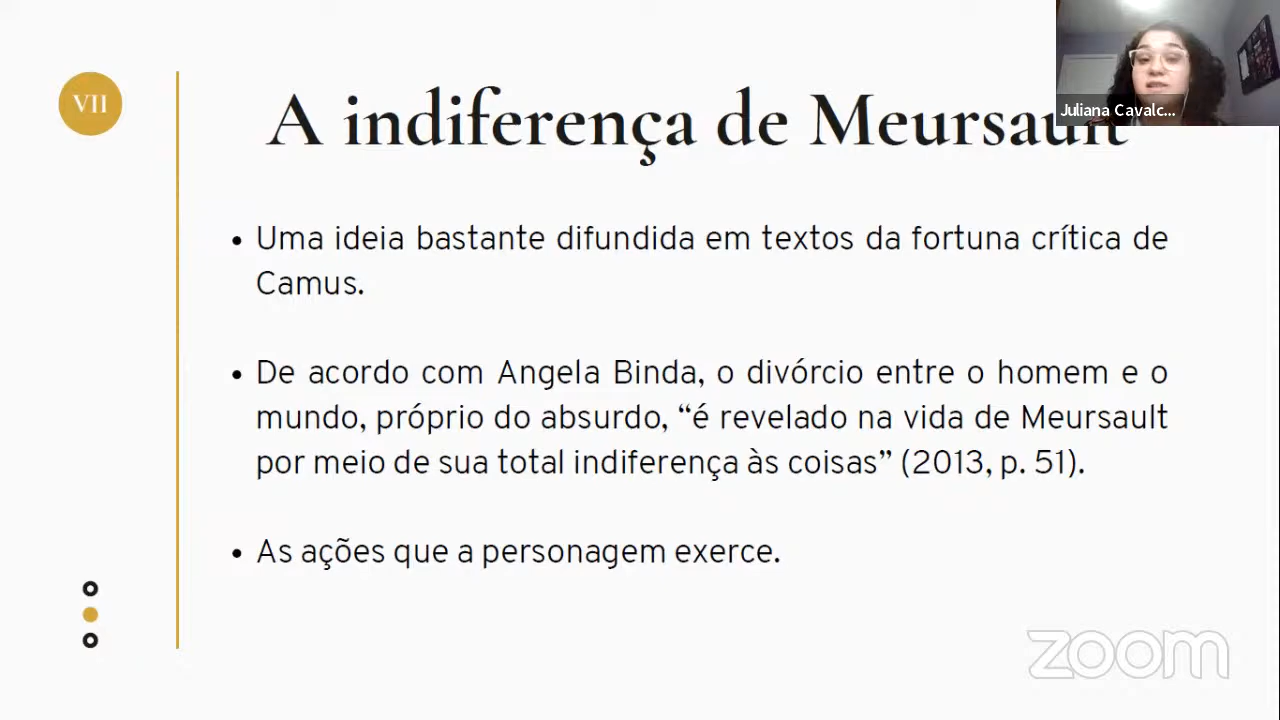 VII
A indiferença de Meursault
Juliana Cavalc...
• Uma ideia bastante difundida em textos da fortuna crítica de
Camus.
• De acordo com Angela Binda, o divórcio entre o homem e o
mundo, próprio do absurdo, “é revelado na vida de Meursault
por meio de sua total indiferença às coisas” (2013, p. 51).
• As ações que a personagem exerce.
zoom